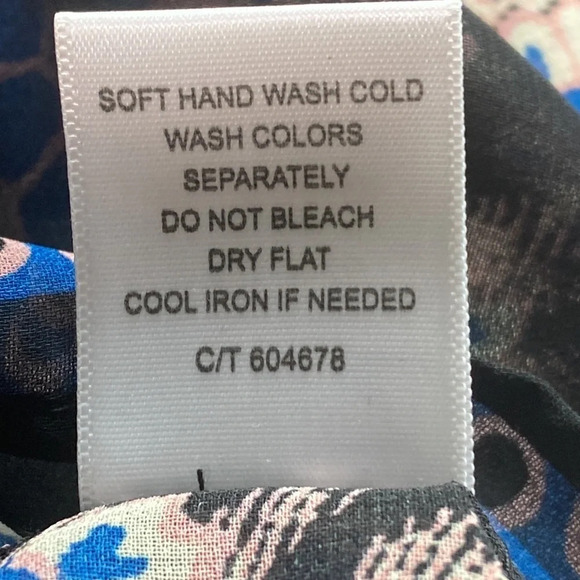 SOFT HAND WASH COLD
WASH COLORS
SEPARATELY
DO NOT BLEACH
DRY FLAT
COOL IRON IF NEEDED
C/T 604678